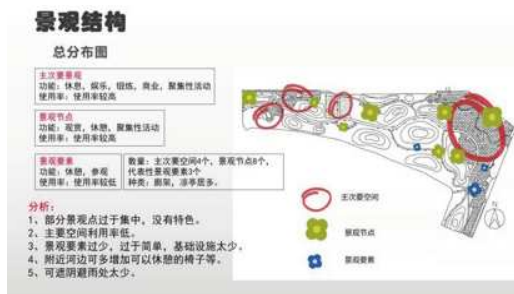 景观结构
总分布图
主次要景观
功能：休息，娱乐，锻炼，商业，聚集性活动
使用率：使用率较高
景观节点
功能：观赏，休憩，聚集性活动
使用率：使用率较高
景观要素
功能：休憩，参观
使用率：使用率较低
数量：主次要空间4个，景观节点8个，
代表性景观要素3个
种类：廊架，凉亭居多。
分析：
1、部分景观点过于集中，没有特色。
2、主要空间利用率低。
3、景观要素过少，过于简单，基础设施太少。
4、附近河边可多增加可以休憩的椅子等。
5、可遮阴避雨处太少。
主次要空间
景观节点
景观要素
N